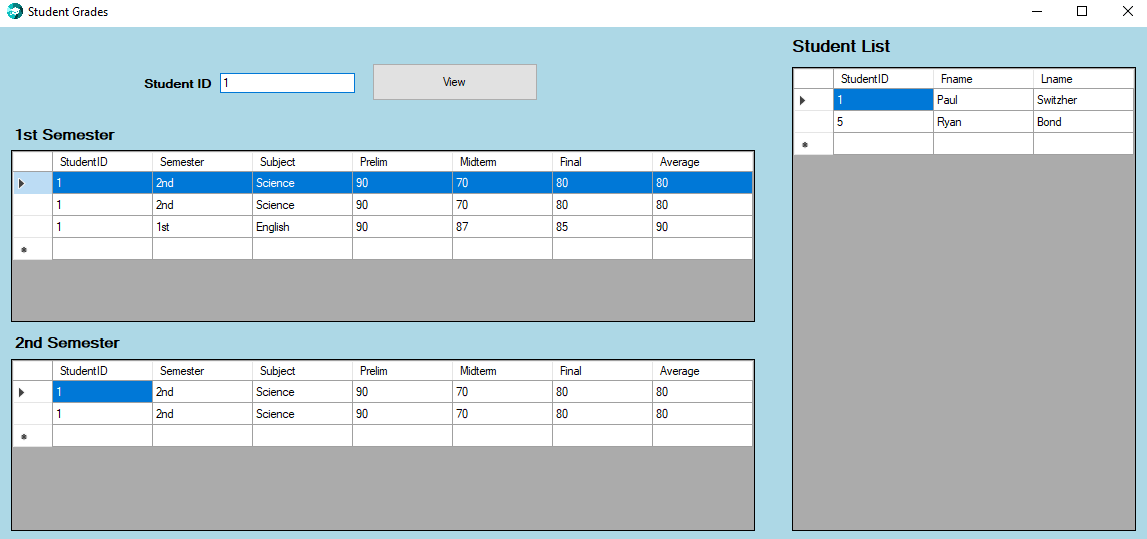 Student Grades
Student ID 1 View
1st Semester
StudentID Semester Subject Prelim Midterm Final Average
1 2nd Science 90 70 80 80
1 2nd Science 90 70 80 80
1 1st English 90 87 85 90
2nd Semester
StudentID Semester Subject Prelim Midterm Final Average
1 2nd Science 90 70 80 80
1 2nd Science 90 70 80 80
Student List
StudentID Fname Lname
1 Paul Switzher
5 Ryan Bond